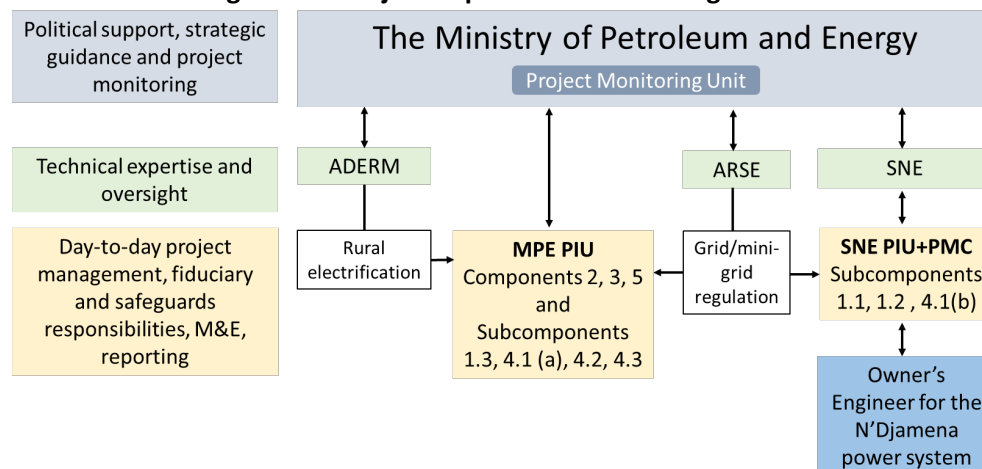 Political support, strategic
guidance and project
monitoring
The Ministry of Petroleum and Energy
Project Monitoring Unit
Technical expertise and
oversight
ADERM
ARSE
SNE
Day-to-day project
management, fiduciary
and safeguards
responsibilities, M&E,
reporting
Rural
electrification
MPE PIU
Components 2, 3, 5
and
Subcomponents
1.3, 4.1 (a), 4.2, 4.3
Grid/mini-
grid
regulation
SNE PIU+PMC
Subcomponents
1.1, 1.2 , 4.1(b)
Owner's
Engineer for the
N'Djamena
power system